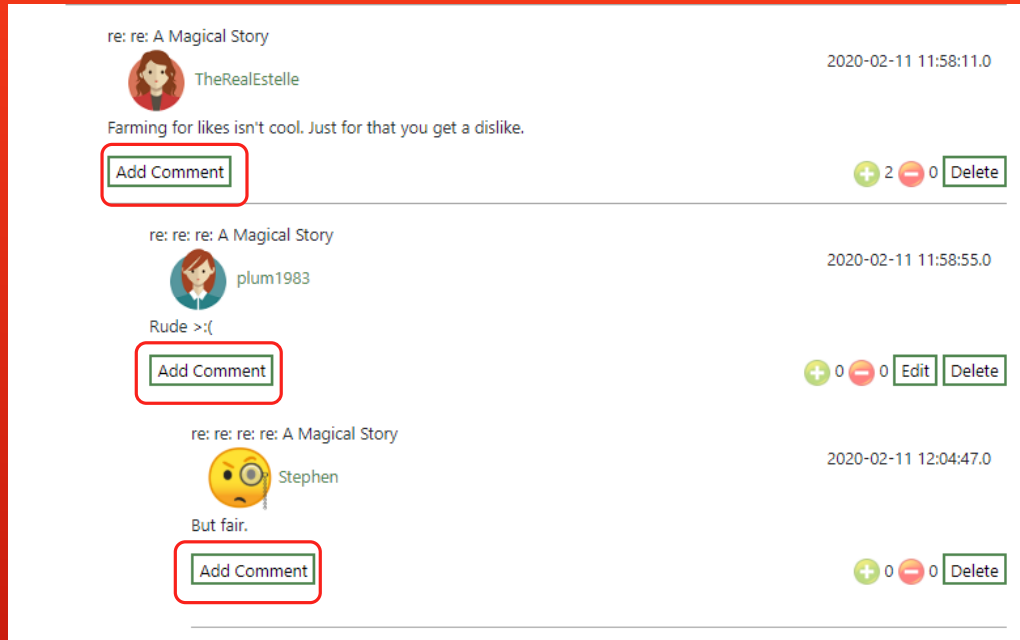 re: re: A Magical Story
2020-02-11 11:58:11.0
TheRealEstelle
Farming for likes isn't cool. Just for that you get a dislike.
Add Comment 2 0 Delete
re: re: re: A Magical Story
2020-02-11 11:58:55.0
plum1983
Rude >:(
Add Comment 0 0 Edit Delete
re: re: re: re: A Magical Story
2020-02-11 12:04:47.0
Stephen
But fair.
Add Comment 0 0 Delete